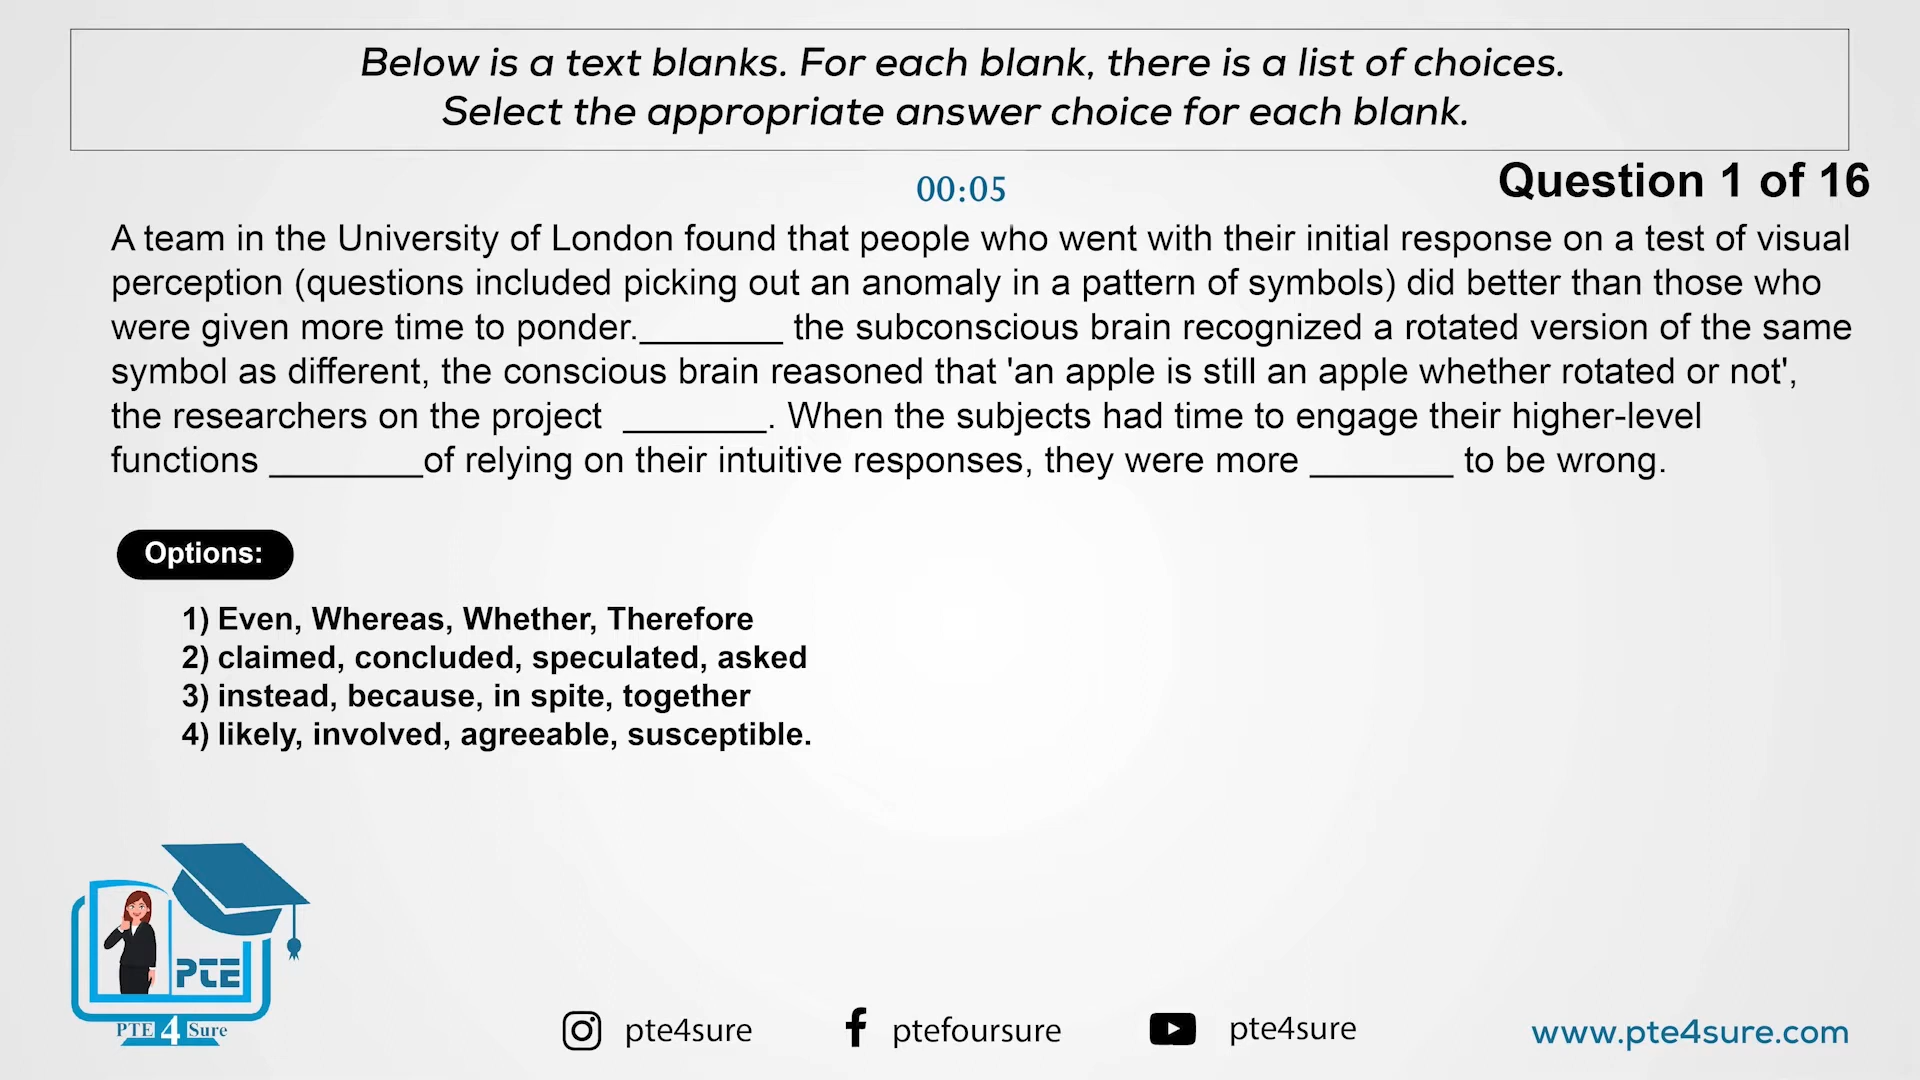 Below is a text blanks. For each blank, there is a list of choices.
Select the appropriate answer choice for each blank.
00:05
Question 1 of 16
A team in the University of London found that people who went with their initial response on a test of visual
perception (questions included picking out an anomaly in a pattern of symbols) did better than those who
were given more time to ponder._______ the subconscious brain recognized a rotated version of the same
symbol as different, the conscious brain reasoned that 'an apple is still an apple whether rotated or not',
the researchers on the project _______. When the subjects had time to engage their higher-level
functions _______of relying on their intuitive responses, they were more _______ to be wrong.
Options:
1) Even, Whereas, Whether, Therefore
2) claimed, concluded, speculated, asked
3) instead, because, in spite, together
4) likely, involved, agreeable, susceptible.
PTE
PTE 4 Sure
pte4sure
ptefoursure
pte4sure
www.pte4sure.com